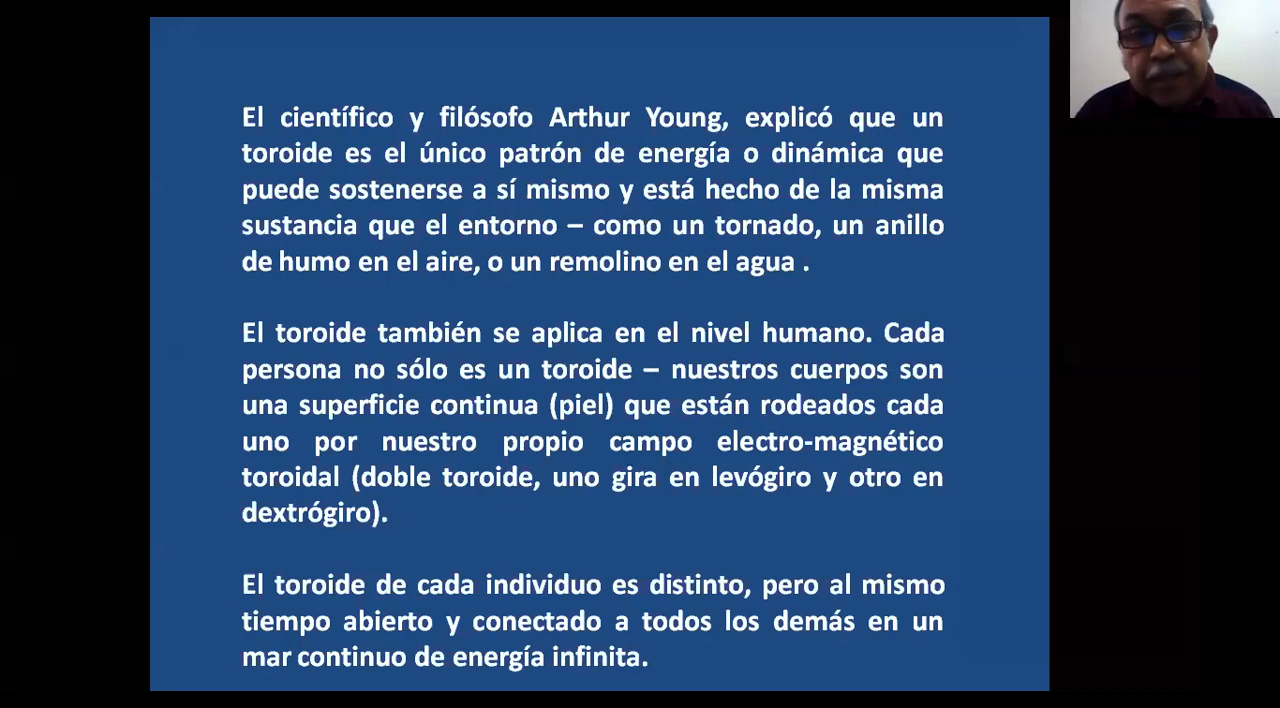 El científico y filósofo Arthur Young, explicó que un
toroide es el único patrón de energía o dinámica que
puede sostenerse a sí mismo y está hecho de la misma
sustancia que el entorno – como un tornado, un anillo
de humo en el aire, o un remolino en el agua .
El toroide también se aplica en el nivel humano. Cada
persona no sólo es un toroide – nuestros cuerpos son
una superficie continua (piel) que están rodeados cada
uno por nuestro propio campo electro-magnético
toroidal (doble toroide, uno gira en levógiro y otro en
dextrógiro).
El toroide de cada individuo es distinto, pero al mismo
tiempo abierto y conectado a todos los demás en un
mar continuo de energía infinita.